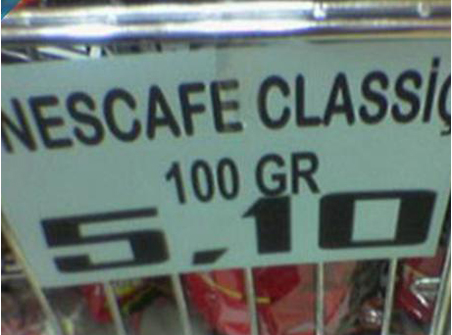 NESCAFE CLASSİÇ
100 GR
5,10